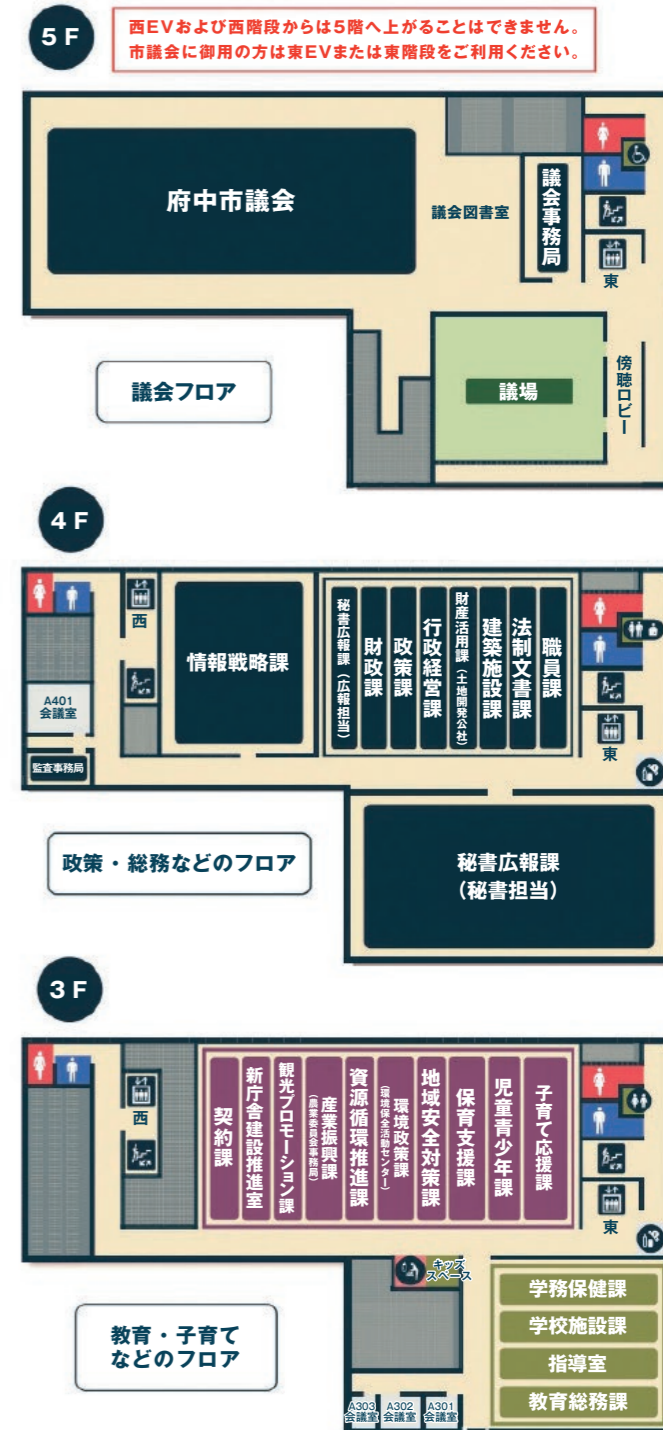 5F
西EVおよび西階段からは5階へ上がることはできません。
市議会に御用の方は東EVまたは東階段をご利用ください。
府中市議会
議会図書室
議会事務局
東
議会フロア
議場
傍聴ロビー
4F
西
情報戦略課
秘書広報課（広報担当）
財政課
政策課
行政経営課
財産活用課（土地開発公社）
建築施設課
法制文書課
職員課
A401
会議室
監査事務局
東
政策・総務などのフロア
秘書広報課
（秘書担当）
3F
西
契約課
新庁舎建設推進室
観光プロモーション課
産業振興課
（農業委員会事務局）
資源循環推進課
環境政策課
（環境保全活動センター）
地域安全対策課
保育支援課
児童青少年課
子育て応援課
東
キッズ
スペース
教育・子育て
などのフロア
学務保健課
学校施設課
指導室
教育総務課
A303
会議室
A302
会議室
A301
会議室